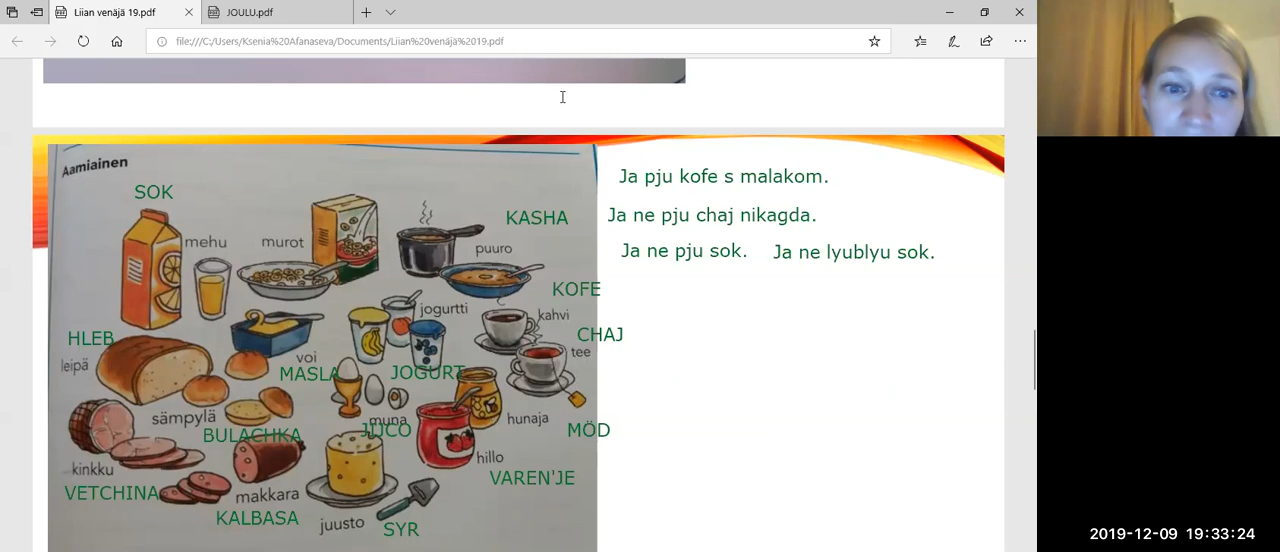 Liian venäjä 19.pdf
JOULU.pdf
file:///C:/Users/Ksenia%20Afanaseva/Documents/Liian%20venäjä%2019.pdf
Aamiainen
SOK
mehu
murot
KASHA
puuro
KOFE
jogurtti
kahvi
HLEB
CHAJ
leipä
voi
tee
MASLA
JOGURT
sämpylä
muna
hunaja
BULACHKA
JIJCO
MÖD
kinkku
hillo
VETCHINA
makkara
VAREN'JE
KALBASA
juusto
SYR
Ja pju kofe s malakom.
Ja ne pju chaj nikagda.
Ja ne pju sok. Ja ne lyublyu sok.
2019-12-09 19:33:24